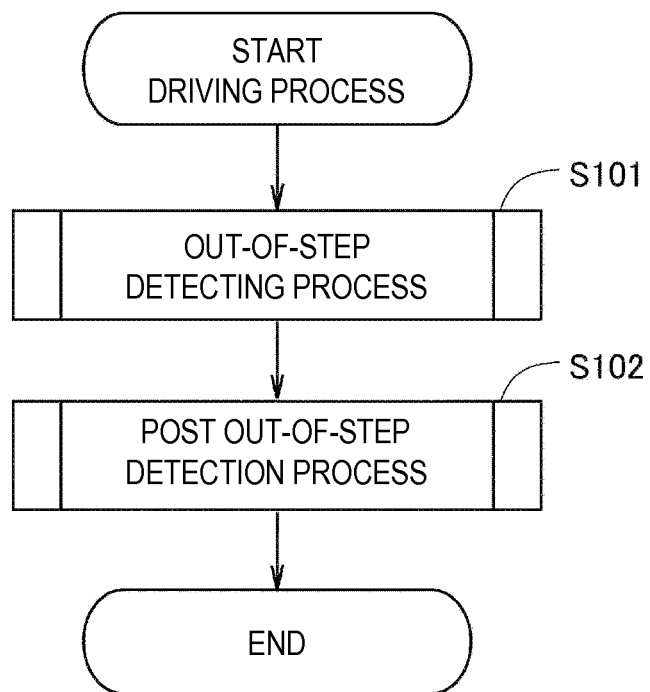 START
DRIVING PROCESS
S101
OUT-OF-STEP
DETECTING PROCESS
S102
POST OUT-OF-STEP
DETECTION PROCESS
END